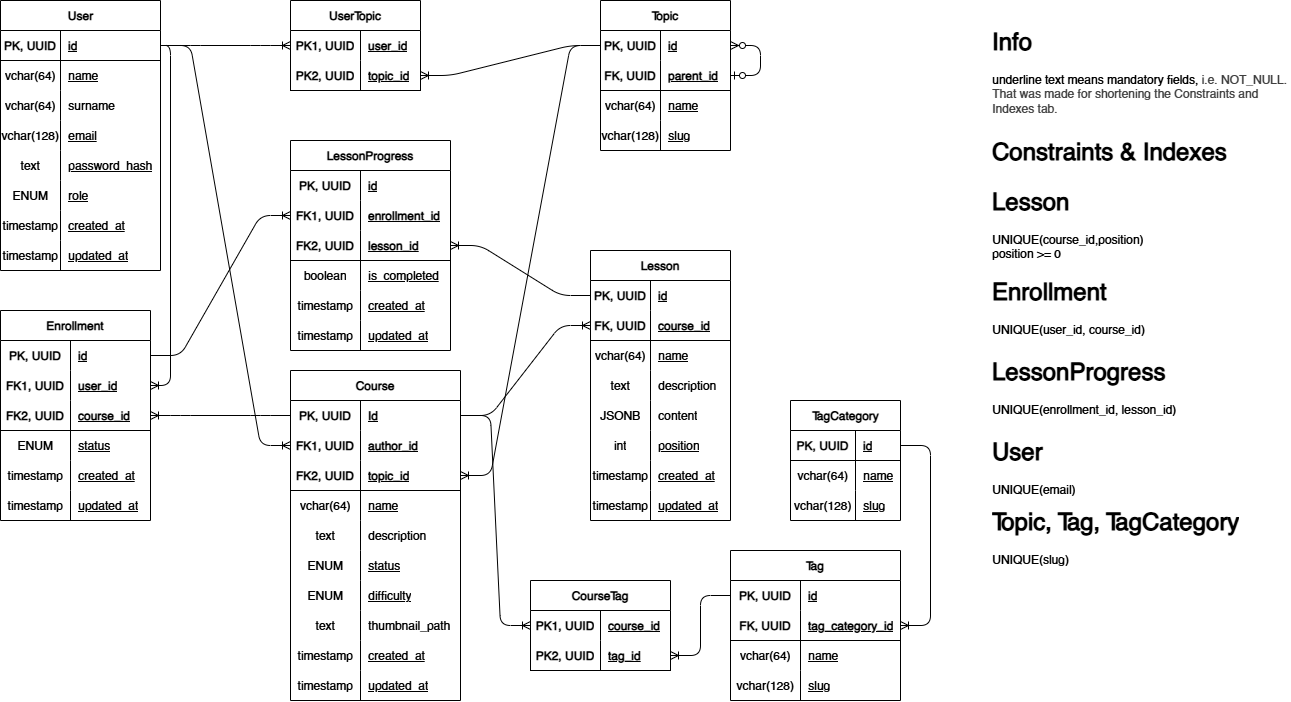 User
PK, UUID id
vchar(64) name
vchar(64) surname
vchar(128) email
text password_hash
ENUM role
timestamp created_at
timestamp updated_at
UserTopic
PK1, UUID user_id
PK2, UUID topic_id
Topic
PK, UUID id
FK, UUID parent_id
vchar(64) name
vchar(128) slug
LessonProgress
PK, UUID id
FK1, UUID enrollment_id
FK2, UUID lesson_id
boolean is_completed
timestamp created_at
timestamp updated_at
Lesson
PK, UUID id
FK, UUID course_id
vchar(64) name
text description
JSONB content
int position
timestamp created_at
timestamp updated_at
Enrollment
PK, UUID id
FK1, UUID user_id
FK2, UUID course_id
ENUM status
timestamp created_at
timestamp updated_at
Course
PK, UUID Id
FK1, UUID author_id
FK2, UUID topic_id
vchar(64) name
text description
ENUM status
ENUM difficulty
text thumbnail_path
timestamp created_at
timestamp updated_at
TagCategory
PK, UUID id
vchar(64) name
vchar(128) slug
CourseTag
PK1, UUID course_id
PK2, UUID tag_id
Tag
PK, UUID id
FK, UUID tag_category_id
vchar(64) name
vchar(128) slug
Info
underline text means mandatory fields, i.e. NOT_NULL.
That was made for shortening the Constraints and
Indexes tab.
Constraints & Indexes
Lesson
UNIQUE(course_id,position)
position >= 0
Enrollment
UNIQUE(user_id, course_id)
LessonProgress
UNIQUE(enrollment_id, lesson_id)
User
UNIQUE(email)
Topic, Tag, TagCategory
UNIQUE(slug)